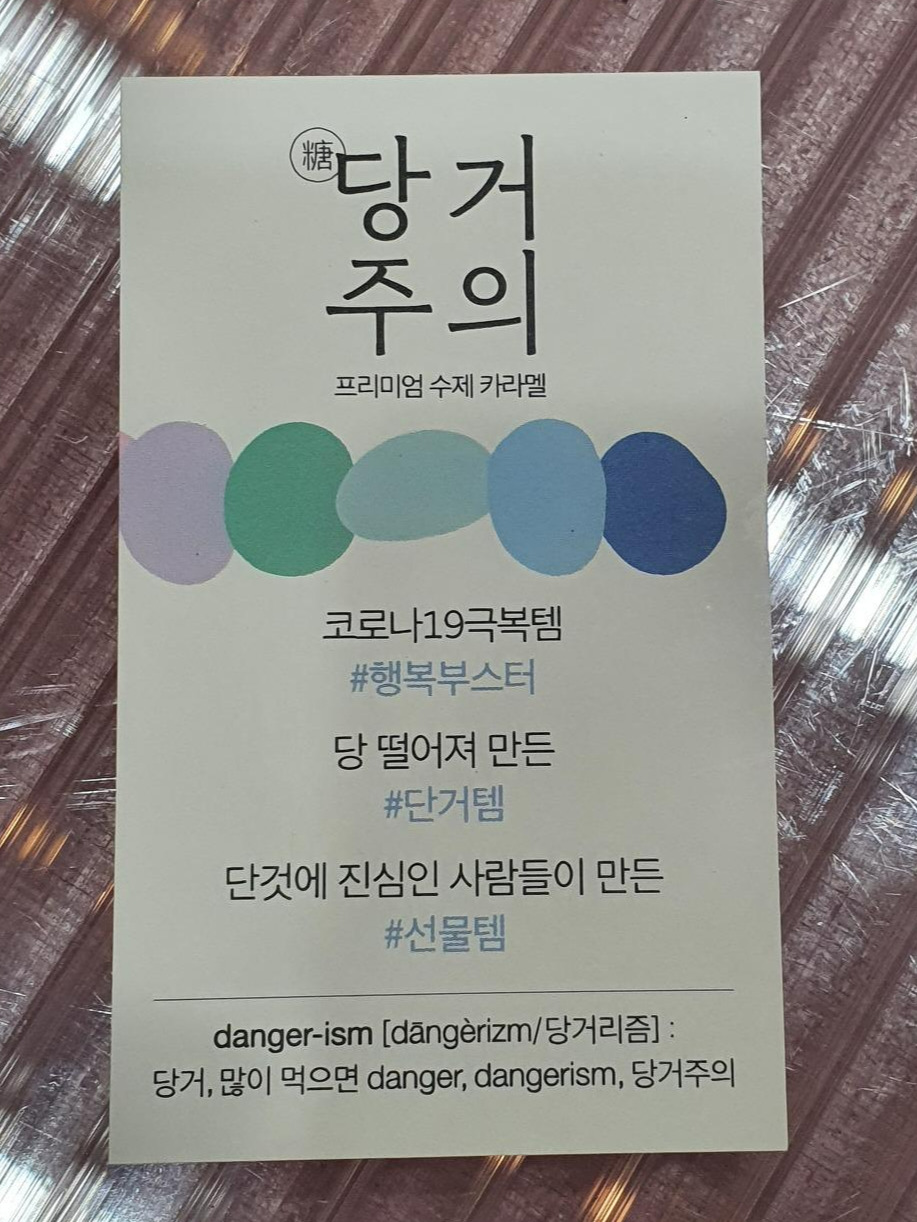 糖
당거
주의
프리미엄 수제 카라멜
코로나19극복템
#행복부스터
당 떨어져 만든
#단거템
단것에 진심인 사람들이 만든
#선물템
danger-ism [dāngèrizm/당거리즘] :
당거, 많이 먹으면 danger, dangerism, 당거주의